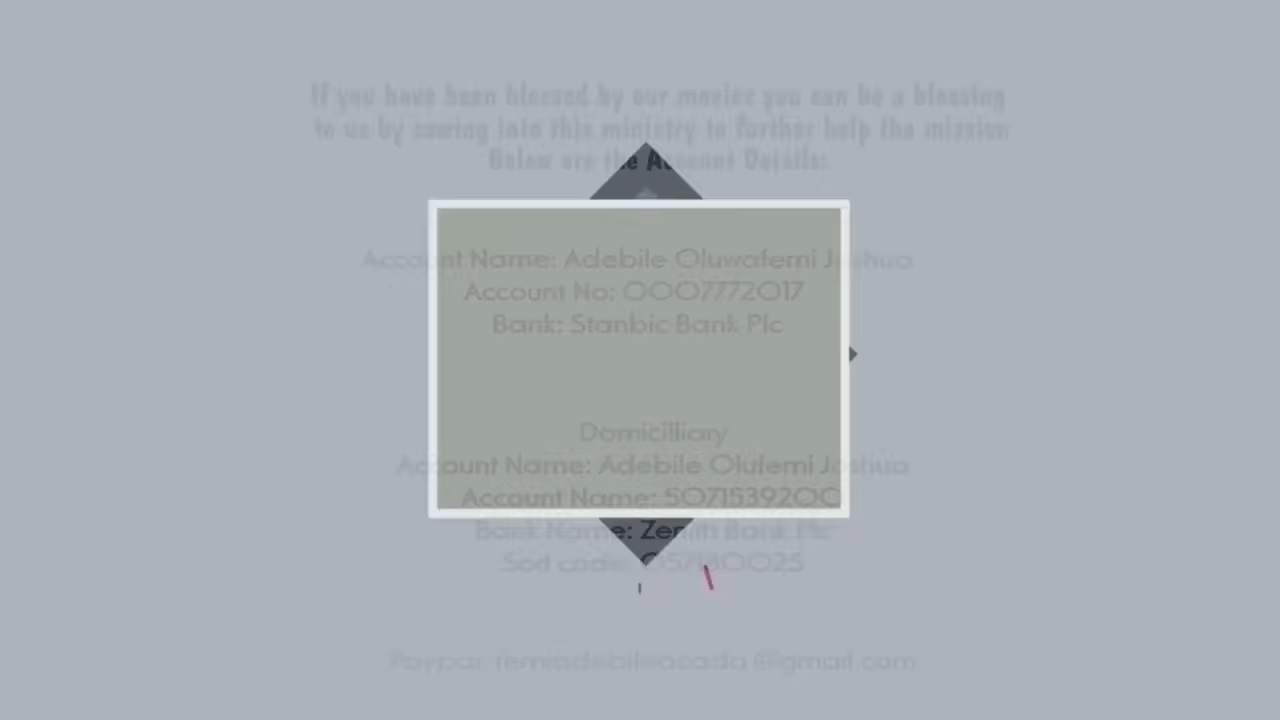 If you have been blessed by our movies you can be a blessing
to us by sowing into this ministry to further help the mission
Below are the Account Details:
Account Name: Adebile Oluwafemi Joshua
Account No: 0007772017
Bank: Stanbic Bank Plc
Domicilliary
Account Name: Adebile Olufemi Joshua
Account Name: 5071539200
Bank Name: Zenith Bank Plc
Sod code: 057180025
Paypal: